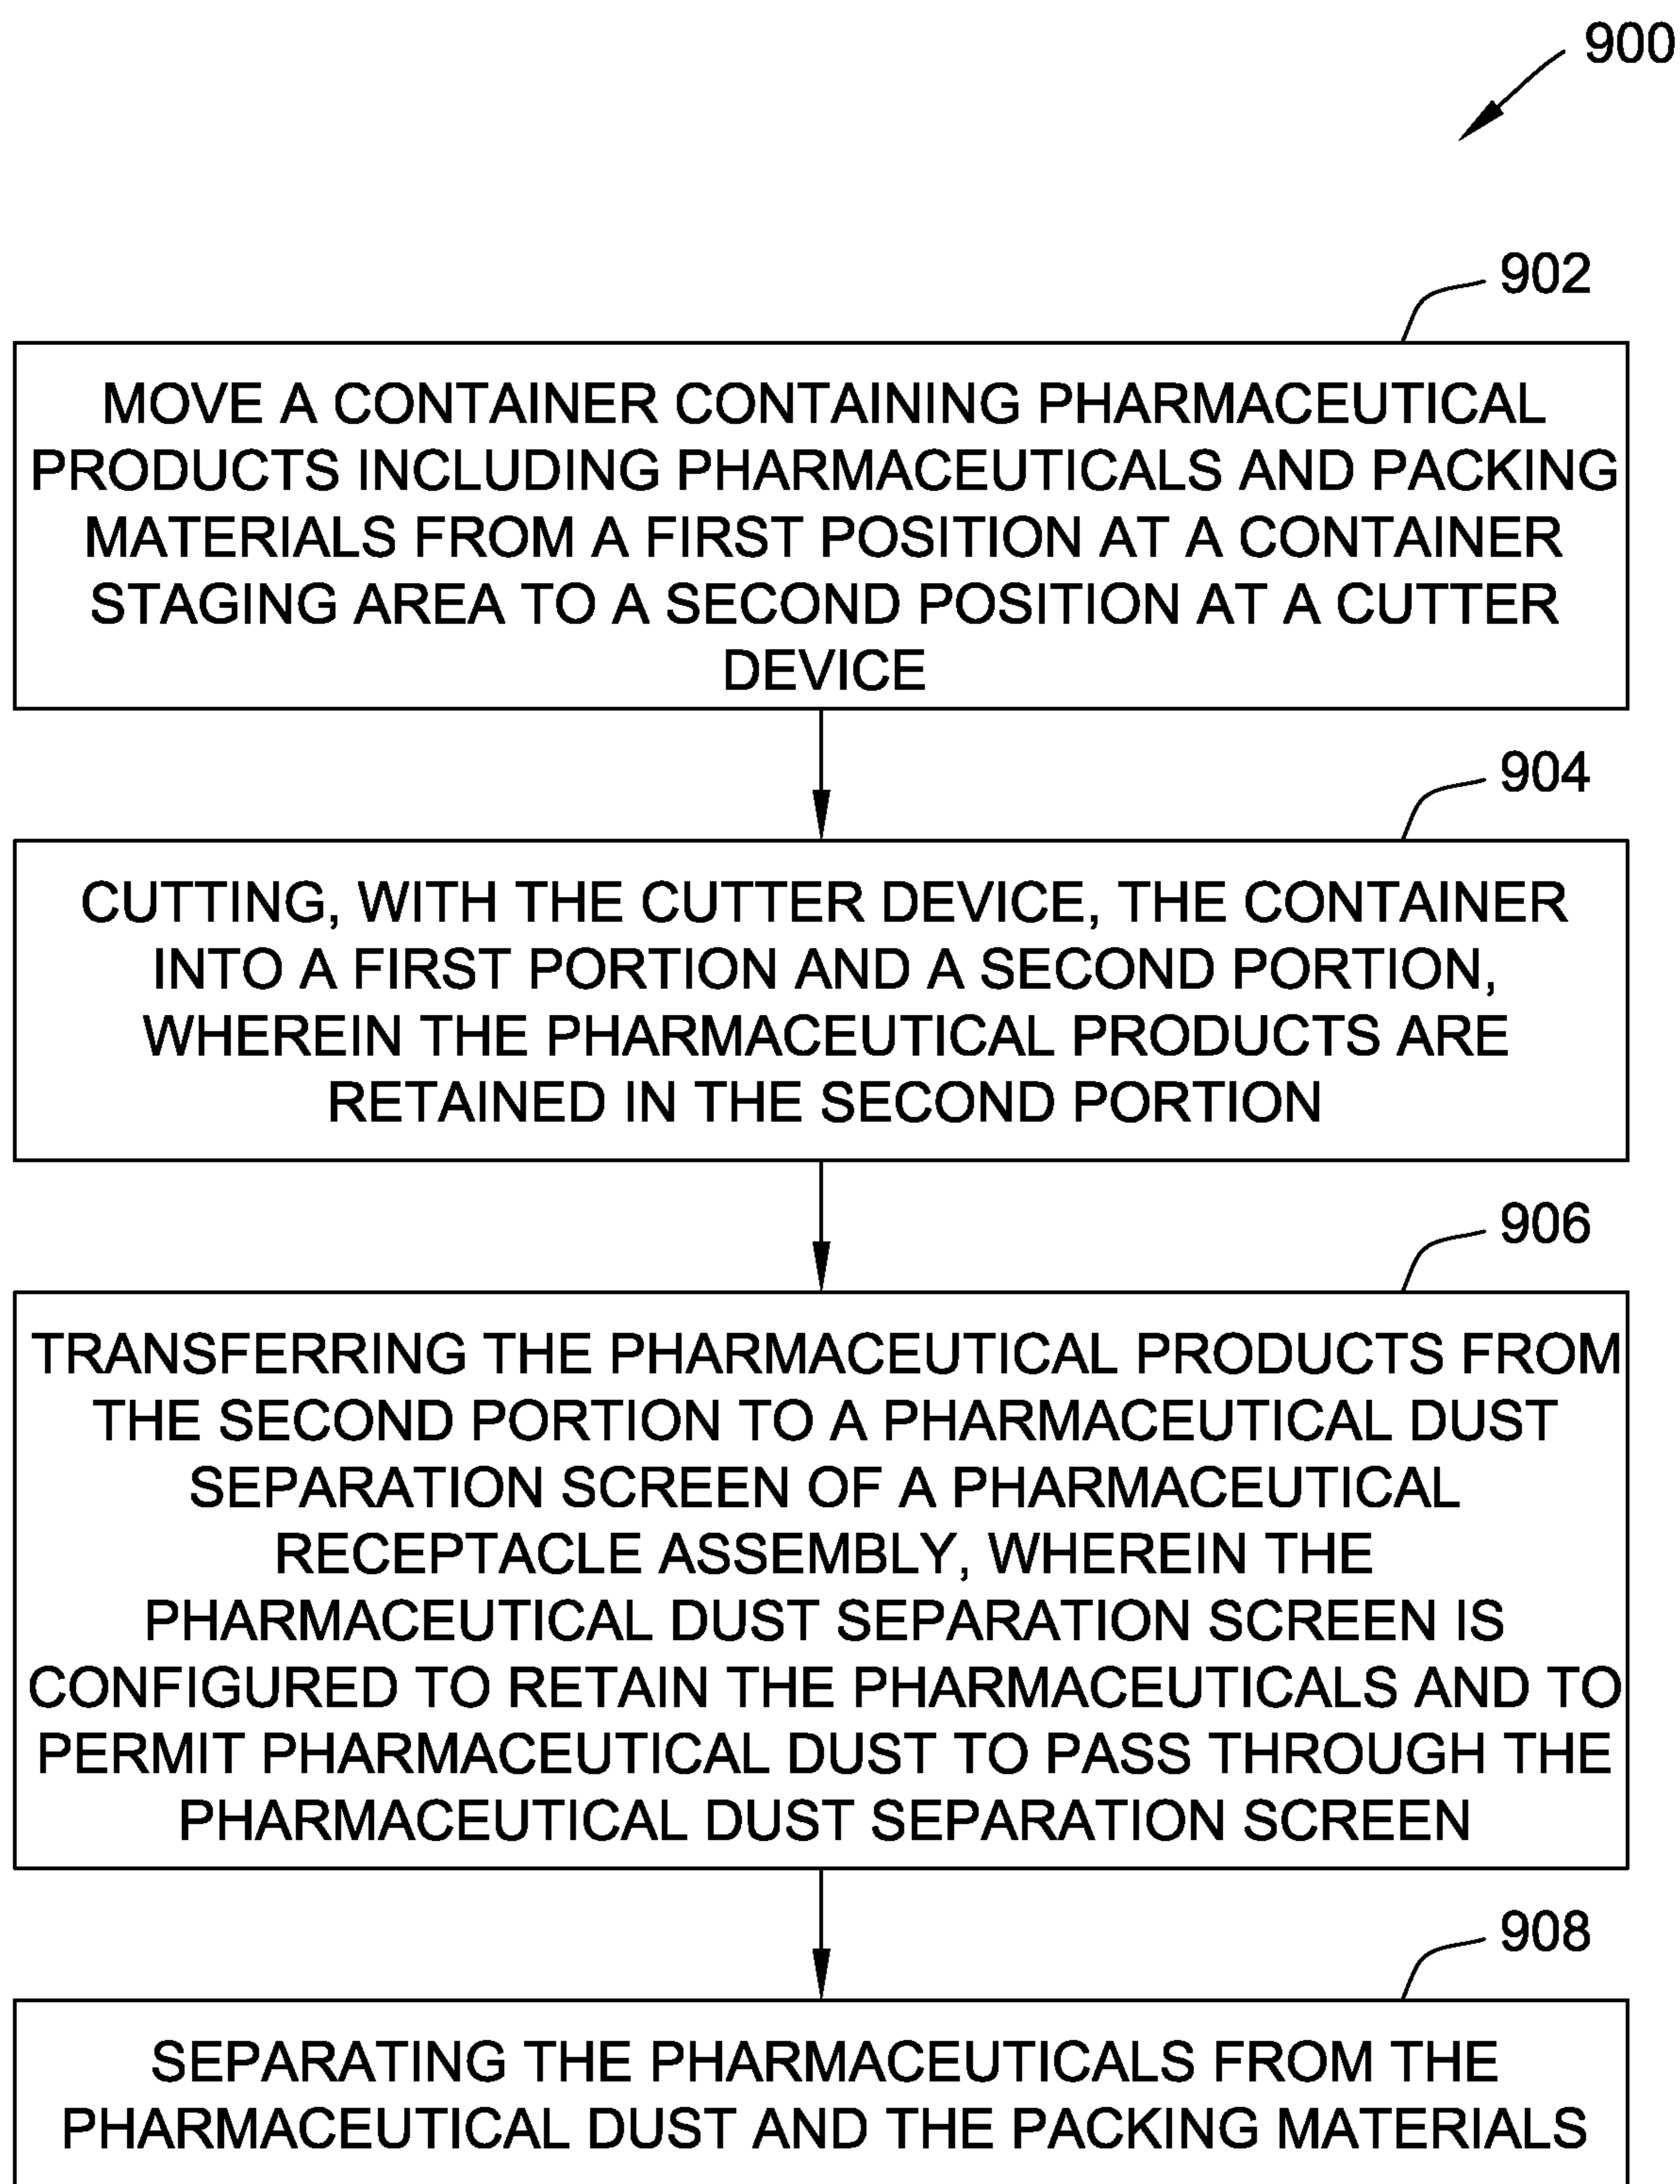 900
902
MOVE A CONTAINER CONTAINING PHARMACEUTICAL
PRODUCTS INCLUDING PHARMACEUTICALS AND PACKING
MATERIALS FROM A FIRST POSITION AT A CONTAINER
STAGING AREA TO A SECOND POSITION AT A CUTTER
DEVICE
904
CUTTING, WITH THE CUTTER DEVICE, THE CONTAINER
INTO A FIRST PORTION AND A SECOND PORTION,
WHEREIN THE PHARMACEUTICAL PRODUCTS ARE
RETAINED IN THE SECOND PORTION
906
TRANSFERRING THE PHARMACEUTICAL PRODUCTS FROM
THE SECOND PORTION TO A PHARMACEUTICAL DUST
SEPARATION SCREEN OF A PHARMACEUTICAL
RECEPTACLE ASSEMBLY, WHEREIN THE
PHARMACEUTICAL DUST SEPARATION SCREEN IS
CONFIGURED TO RETAIN THE PHARMACEUTICALS AND TO
PERMIT PHARMACEUTICAL DUST TO PASS THROUGH THE
PHARMACEUTICAL DUST SEPARATION SCREEN
908
SEPARATING THE PHARMACEUTICALS FROM THE
PHARMACEUTICAL DUST AND THE PACKING MATERIALS